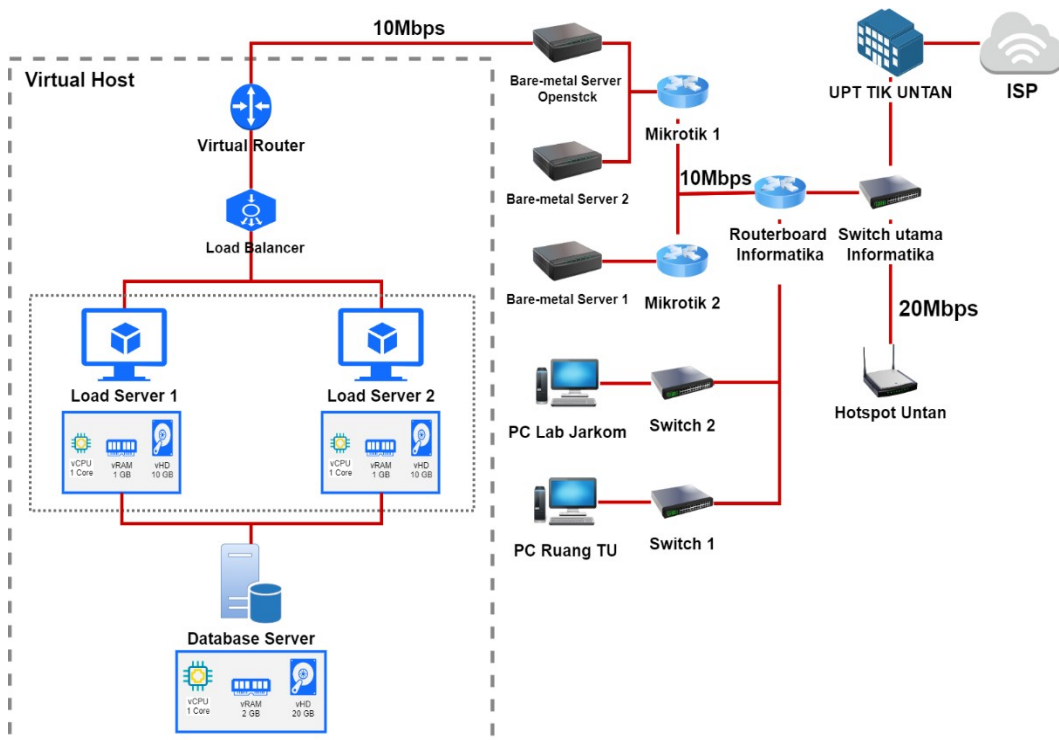 10Mbps
Virtual Host
Virtual Router
Load Balancer
Load Server 1
Load Server 2
vCPU
1 Core
vRAM
1 GB
vHD
10 GB
vCPU
1 Core
vRAM
1 GB
vHD
10 GB
Database Server
vCPU
1 Core
vRAM
2 GB
vHD
20 GB
Bare-metal Server
Openstck
Mikrotik 1
Bare-metal Server 2
10Mbps
Bare-metal Server 1
Mikrotik 2
Routerboard
Informatika
Switch utama
Informatika
UPT TIK UNTAN
ISP
20Mbps
Hotspot Untan
PC Lab Jarkom
Switch 2
PC Ruang TU
Switch 1